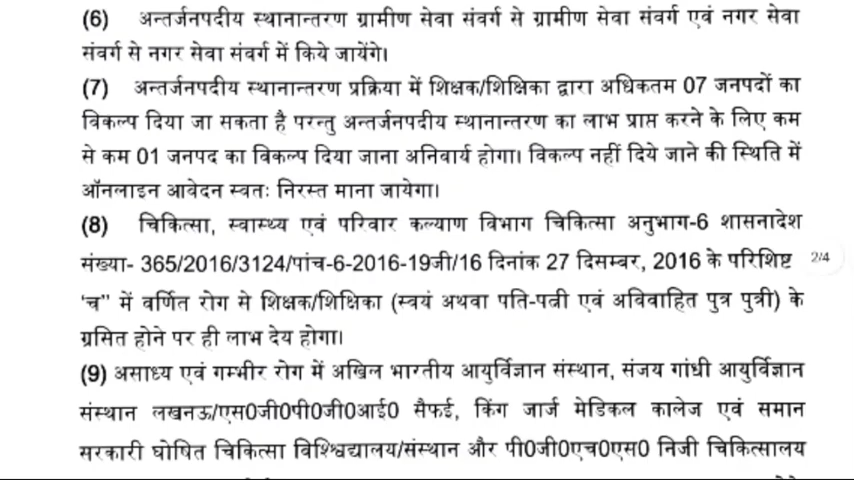 (6) अन्तर्जनपदीय स्थानान्तरण ग्रामीण सेवा संवर्ग से ग्रामीण सेवा संवर्ग एवं नगर सेवा
संवर्ग से नगर सेवा संवर्ग में किये जायेंगे।
(7) अन्तर्जनपदीय स्थानान्तरण प्रक्रिया में शिक्षक/शिक्षिका द्वारा अधिकतम 07 जनपदों का
विकल्प दिया जा सकता है परन्तु अन्तर्जनपदीय स्थानान्तरण का लाभ प्राप्त करने के लिए कम
से कम 01 जनपद का विकल्प दिया जाना अनिवार्य होगा। विकल्प नहीं दिये जाने की स्थिति में
ऑनलाइन आवेदन स्वतः निरस्त माना जायेगा।
(8) चिकित्सा, स्वास्थ्य एवं परिवार कल्याण विभाग चिकित्सा अनुभाग-6 शासनादेश
संख्या- 365/2016/3124/पांच-6-2016-19जी/16 दिनांक 27 दिसम्बर, 2016 के परिशिष्ट
2/4
'च" में वर्णित रोग से शिक्षक/शिक्षिका (स्वयं अथवा पति-पत्नी एवं अविवाहित पुत्र पुत्री) के
ग्रसित होने पर ही लाभ देय होगा।
(9) असाध्य एवं गम्भीर रोग में अखिल भारतीय आयुर्विज्ञान संस्थान, संजय गांधी आयुर्विज्ञान
संस्थान लखनऊ/एस0जी0पी0जी0आई0 सैफई, किंग जार्ज मेडिकल कालेज एवं समान
सरकारी घोषित चिकित्सा विश्विद्यालय/संस्थान और पी0जी0एच0एस0 निजी चिकित्सालय